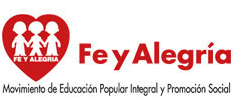 FE Y ALEGRIA
Fe y Alegría
Movimiento de Educación Popular Integral y Promoción Social